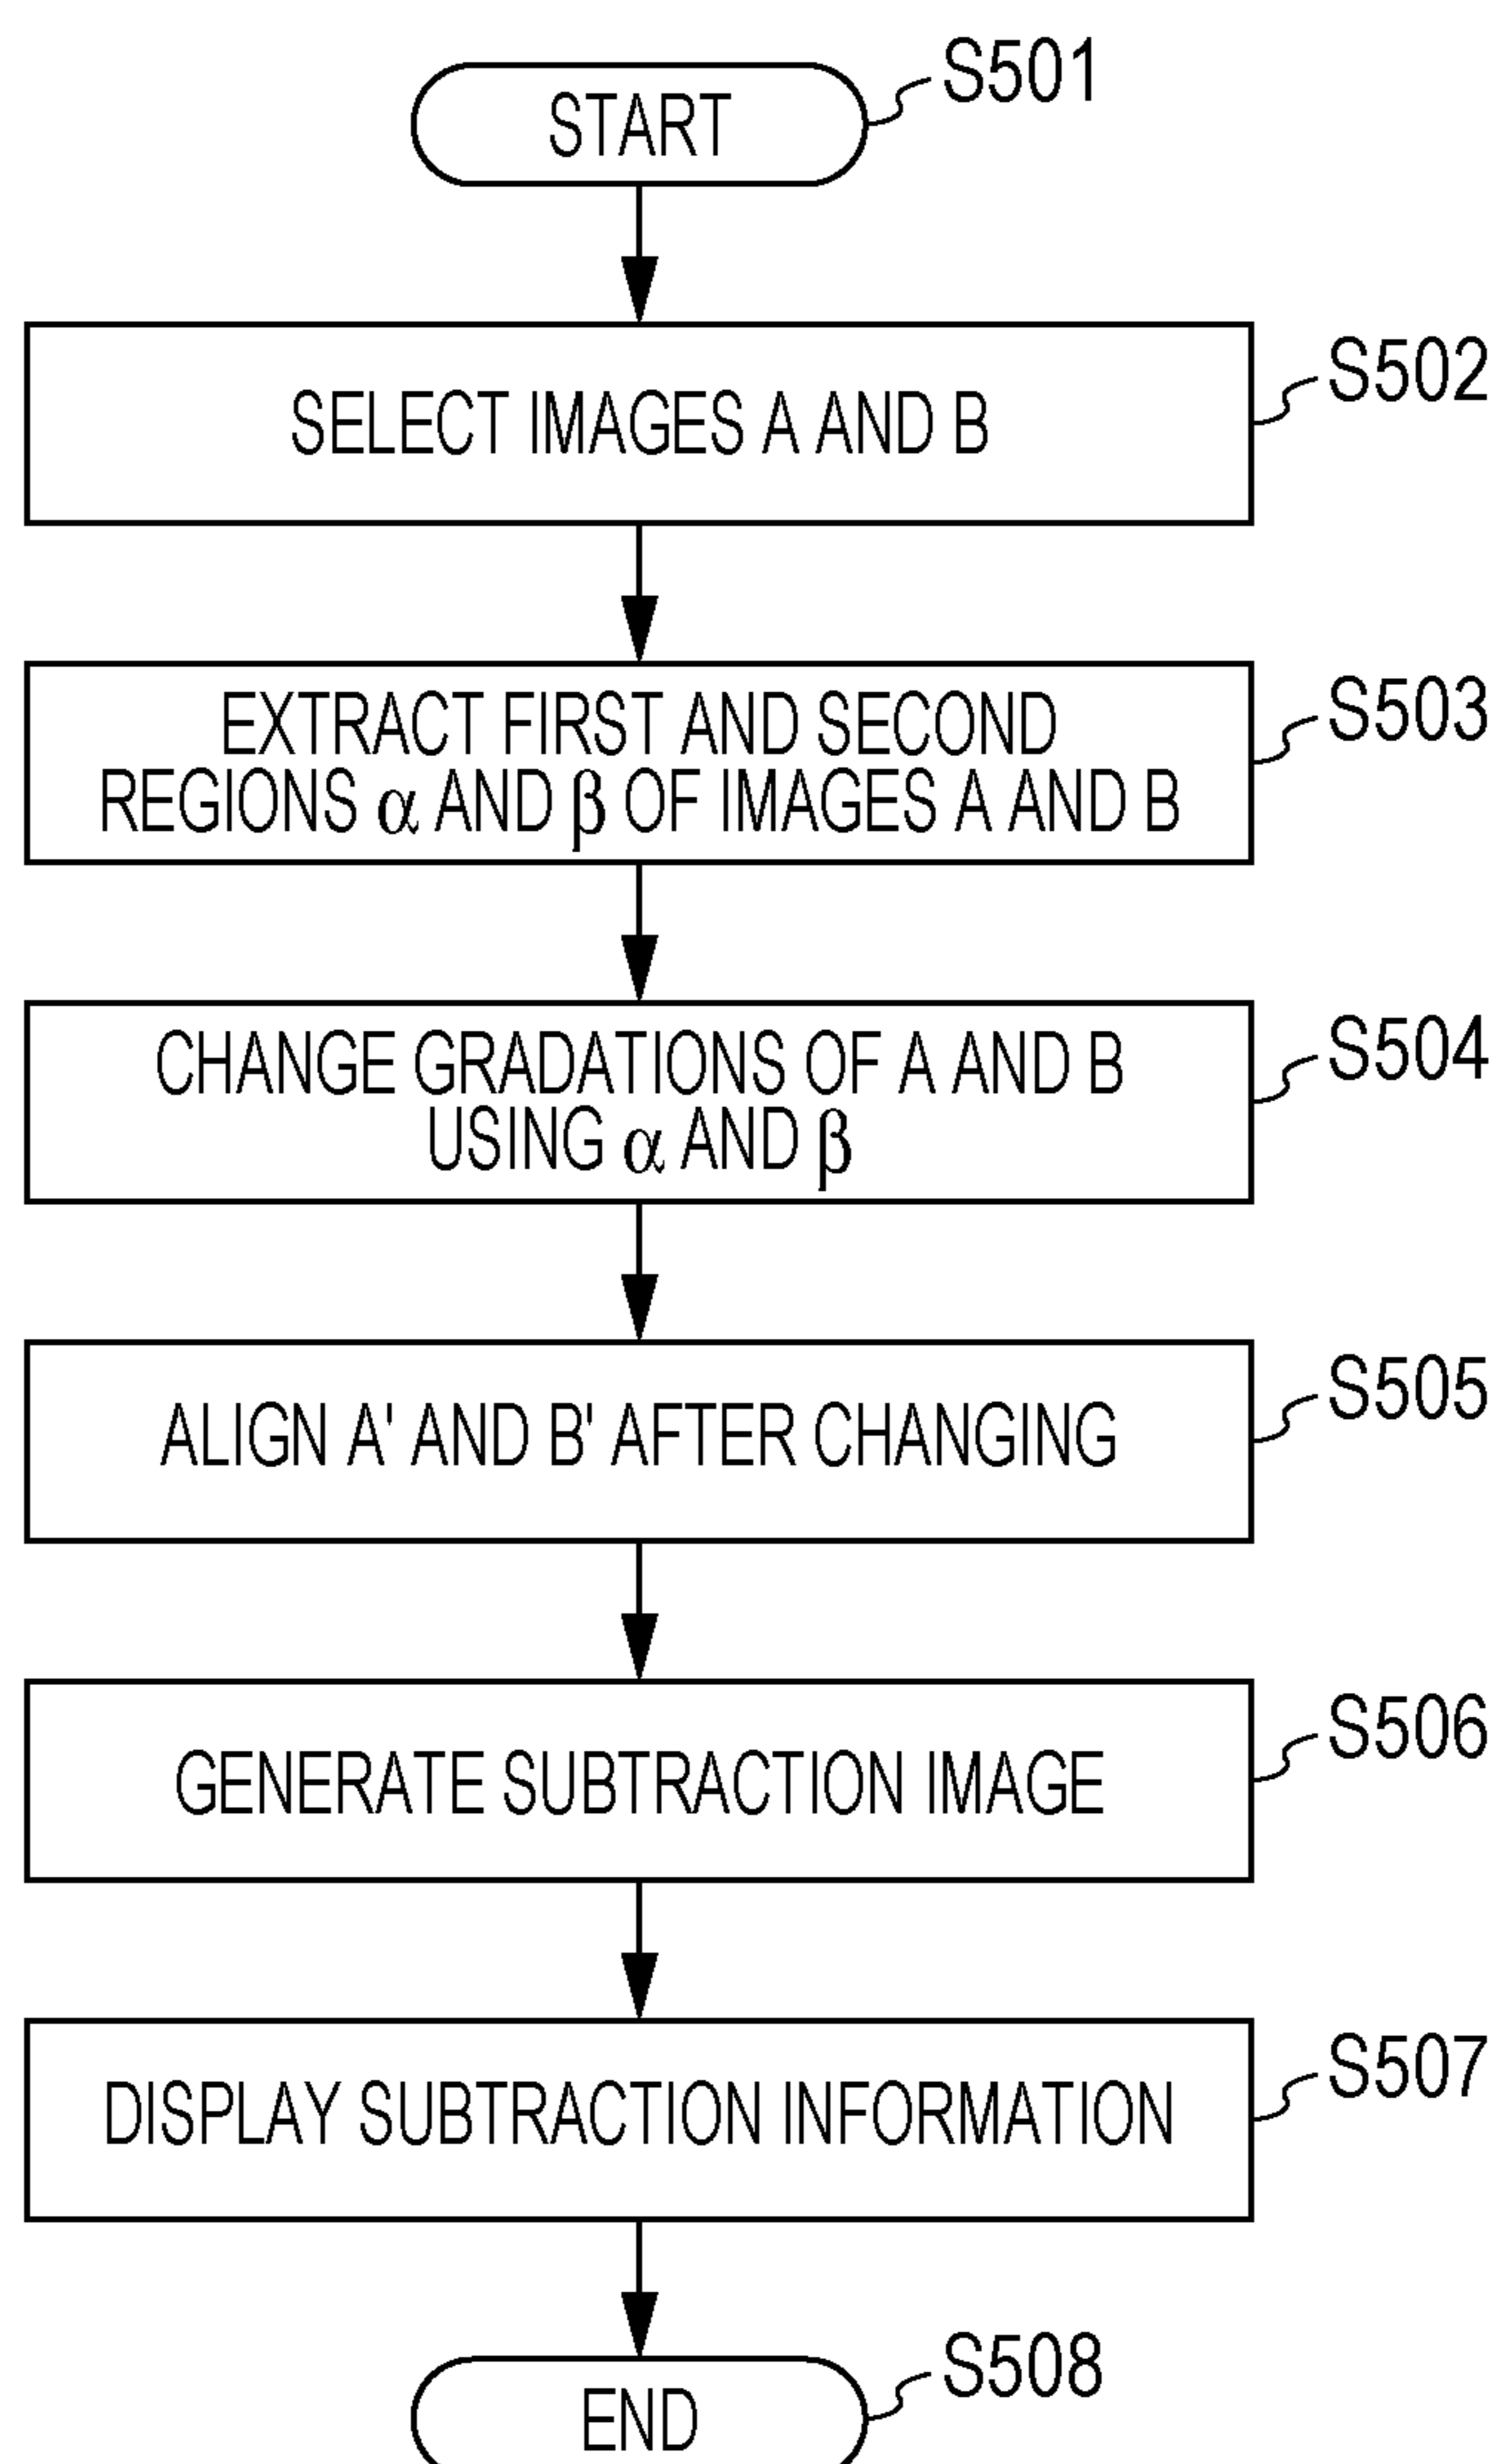 START
S501
SELECT IMAGES A AND B
S502
EXTRACT FIRST AND SECOND
REGIONS α AND β OF IMAGES A AND B
S503
CHANGE GRADATIONS OF A AND B
USING α AND β
S504
ALIGN A' AND B' AFTER CHANGING
S505
GENERATE SUBTRACTION IMAGE
S506
DISPLAY SUBTRACTION INFORMATION
S507
END
S508